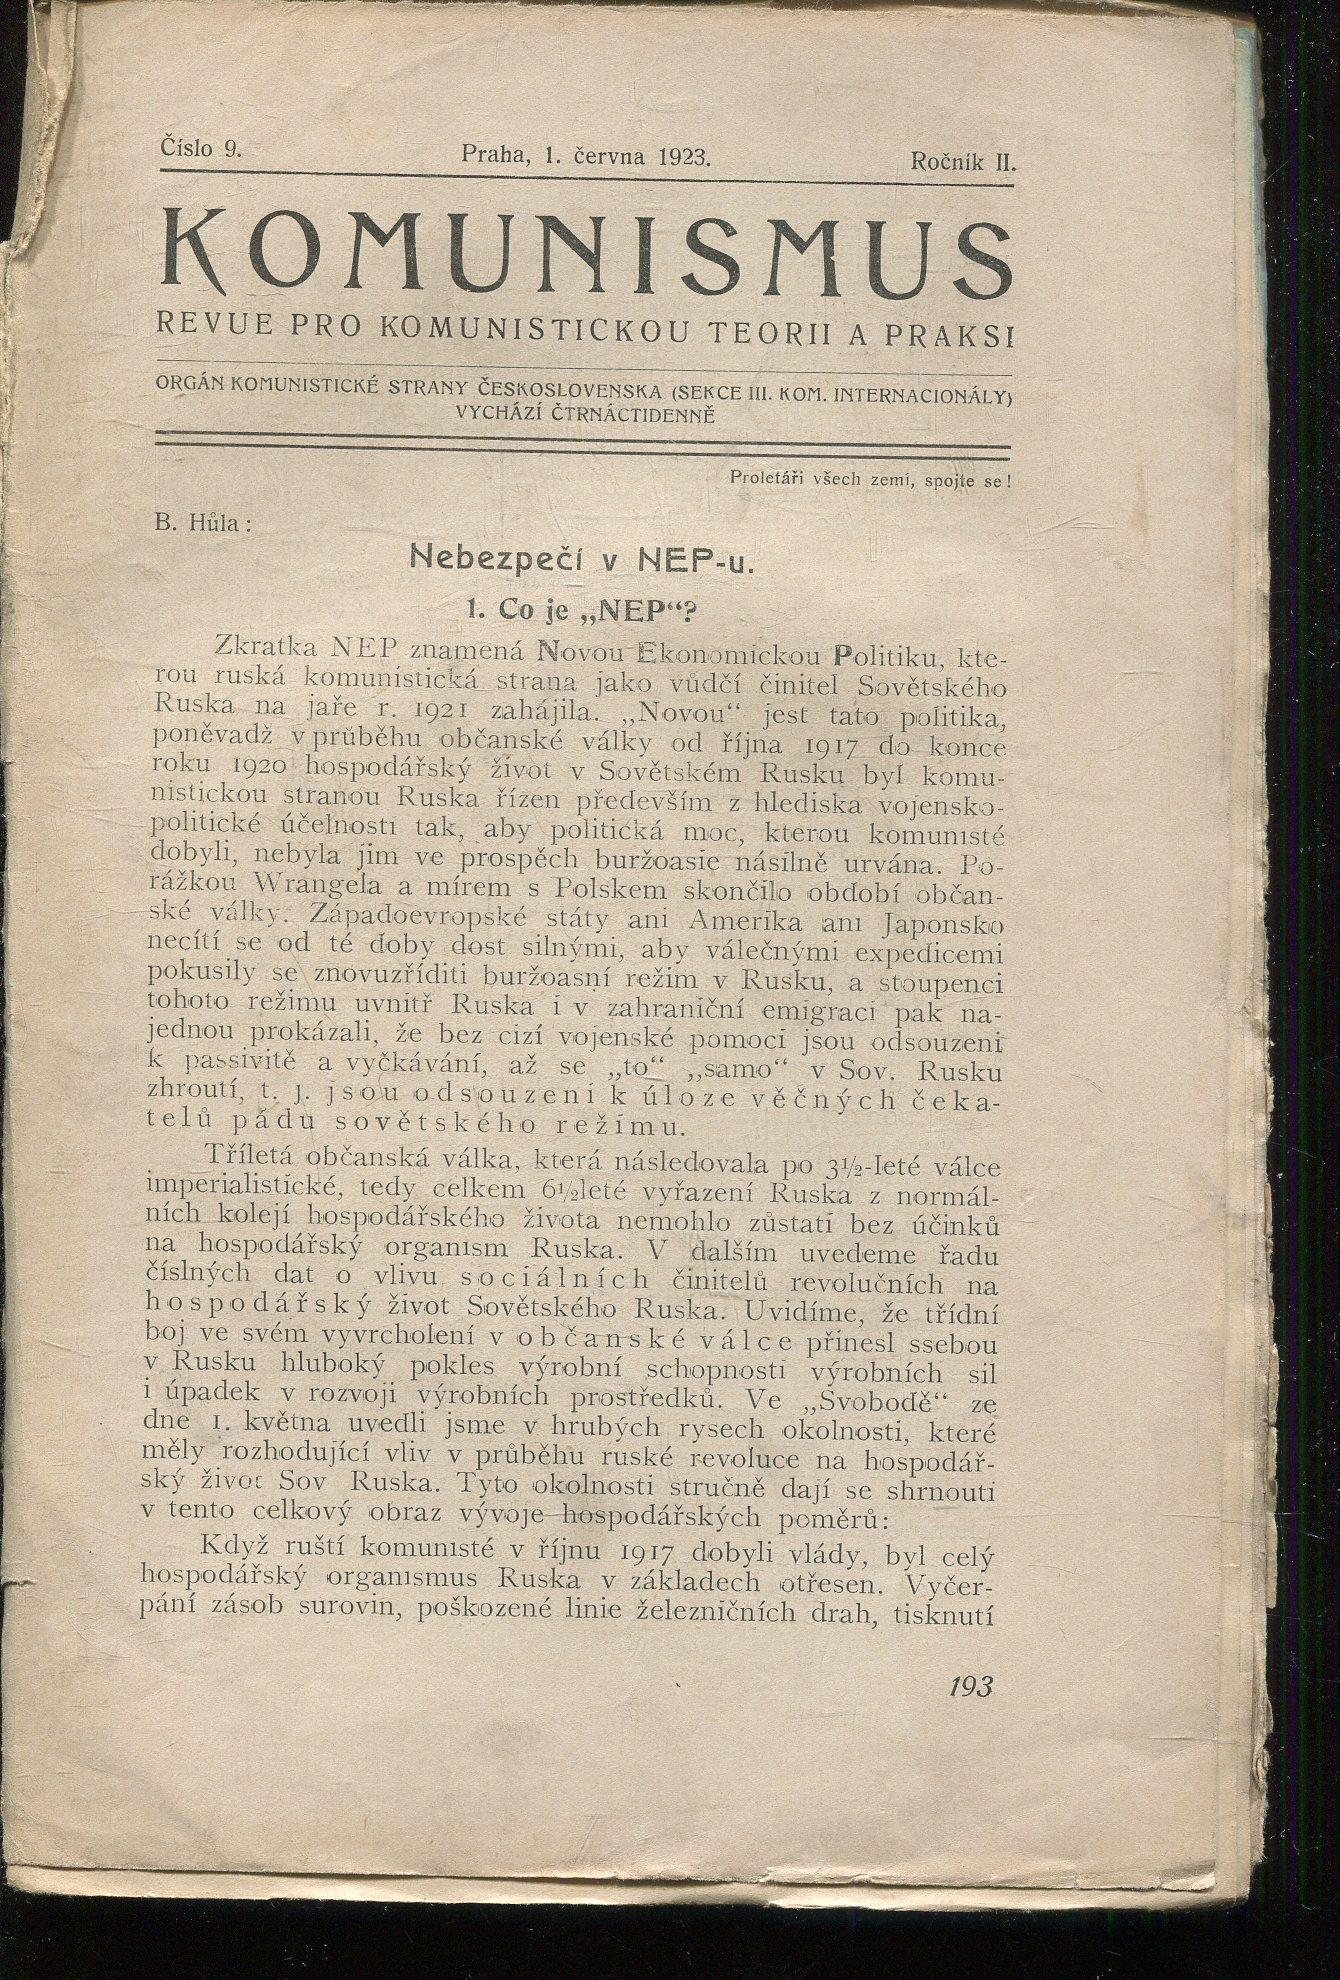 Číslo 9. Praha, 1. června 1923. Ročník II.
KOMUNISMUS
REVUE PRO KOMUNISTICKOU TEORII A PRAKSI
ORGÁN KOMUNISTICKÉ STRANY ČESKOSLOVENSKA (SEKCE III. KOM. INTERNACIONÁLY)
VYCHÁZÍ ČTRNÁCTIDENNĚ
Proletáři všech zemí, spojte se!
B. Hůla:
Nebezpečí v NEP-u.
1. Co je „NEP“?
Zkratka NEP znamená Novou Ekonomickou Politiku, kte-
rou ruská komunistická strana jako vůdčí činitel Sovětského
Ruska na jaře r. 1921 zahájila. „Novou“ jest tato politika,
poněvadž v průběhu občanské války od října 1917 do konce
roku 1920 hospodářský život v Sovětském Rusku byl komu-
nistickou stranou Ruska řízen především z hlediska vojensko-
politické účelnosti tak, aby politická moc, kterou komunisté
dobyli, nebyla jim ve prospěch buržoasie násilně urvána. Po-
rážkou Wrangela a mírem s Polskem skončilo období občan-
ské války. Západoevropské státy ani Amerika ani Japonsko
necítí se od té doby dost silnými, aby válečnými expedicemi
pokusily se znovuzříditi buržoasní režim v Rusku, a stoupenci
tohoto režimu uvnitř Ruska i v zahraniční emigraci pak na-
jednou prokázali, že bez cizí vojenské pomoci jsou odsouzeni
k passivitě a vyčkávání, až se „to“ „samo“ v Sov. Rusku
zhroutí, t. j. jsou odsouzeni k úloze věčných čeka-
telů pádu sovětského režimu.
Tříletá občanská válka, která následovala po 3½-leté válce
imperialistické, tedy celkem 6½leté vyřazení Ruska z normál-
ních kolejí hospodářského života nemohlo zůstati bez účinků
na hospodářský organism Ruska. V dalším uvedeme řadu
číslných dat o vlivu sociálních činitelů revolučních na
hospodářský život Sovětského Ruska. Uvidíme, že třídní
boj ve svém vyvrcholení v občanské válce přinesl ssebou
v Rusku hluboký pokles výrobní schopnosti výrobních sil
i úpadek v rozvoji výrobních prostředků. Ve „Svobodě“ ze
dne 1. května uvedli jsme v hrubých rysech okolnosti, které
měly rozhodující vliv v průběhu ruské revoluce na hospodář-
ský život Sov Ruska. Tyto okolnosti stručně dají se shrnouti
v tento celkový obraz vývoje hospodářských poměrů:
Když ruští komunisté v říjnu 1917 dobyli vlády, byl celý
hospodářský organismus Ruska v základech otřesen. Vyčer-
pání zásob surovin, poškozené linie železničních drah, tisknutí
193